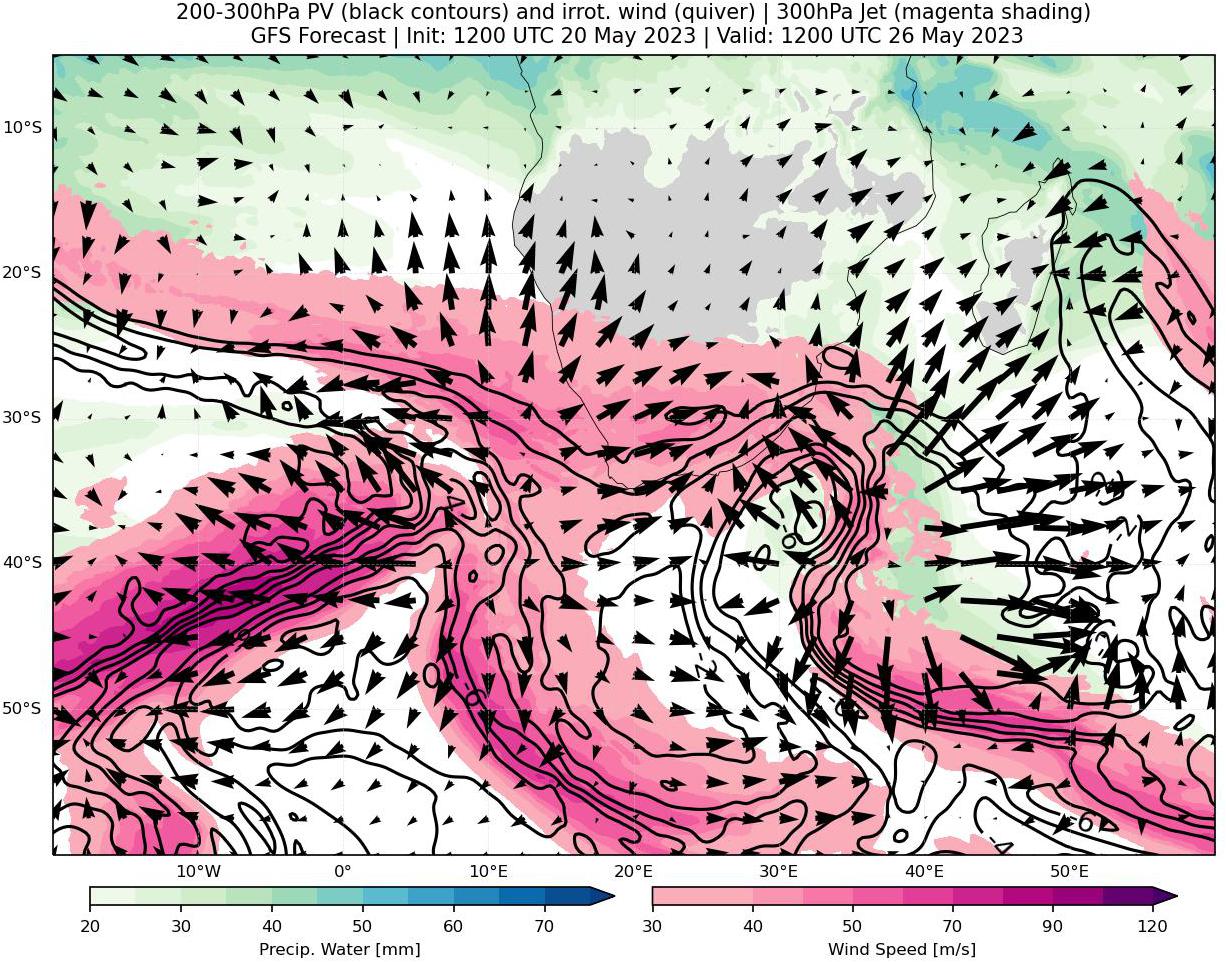 200-300hPa PV (black contours) and irrot. wind (quiver) | 300hPa Jet (magenta shading)
GFS Forecast | Init: 1200 UTC 20 May 2023 | Valid: 1200 UTC 26 May 2023
10°S
20°S
30°S
40°S
50°S
10°W 0° 10°E 20°E 30°E 40°E 50°E
20 30 40 50 60 70
Precip. Water [mm]
30 40 50 70 90 120
Wind Speed [m/s]